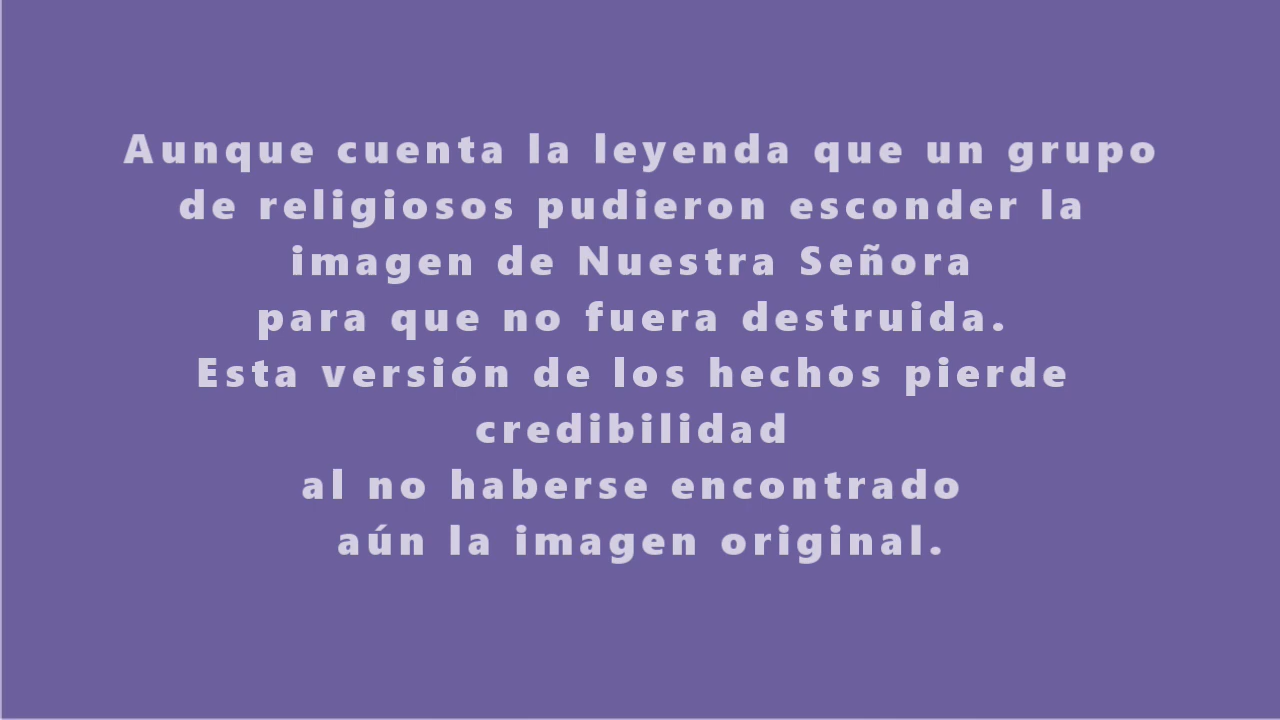 Aunque cuenta la leyenda que un grupo
de religiosos pudieron esconder la
imagen de Nuestra Señora
para que no fuera destruida.
Esta versión de los hechos pierde
credibilidad
al no haberse encontrado
aún la imagen original.